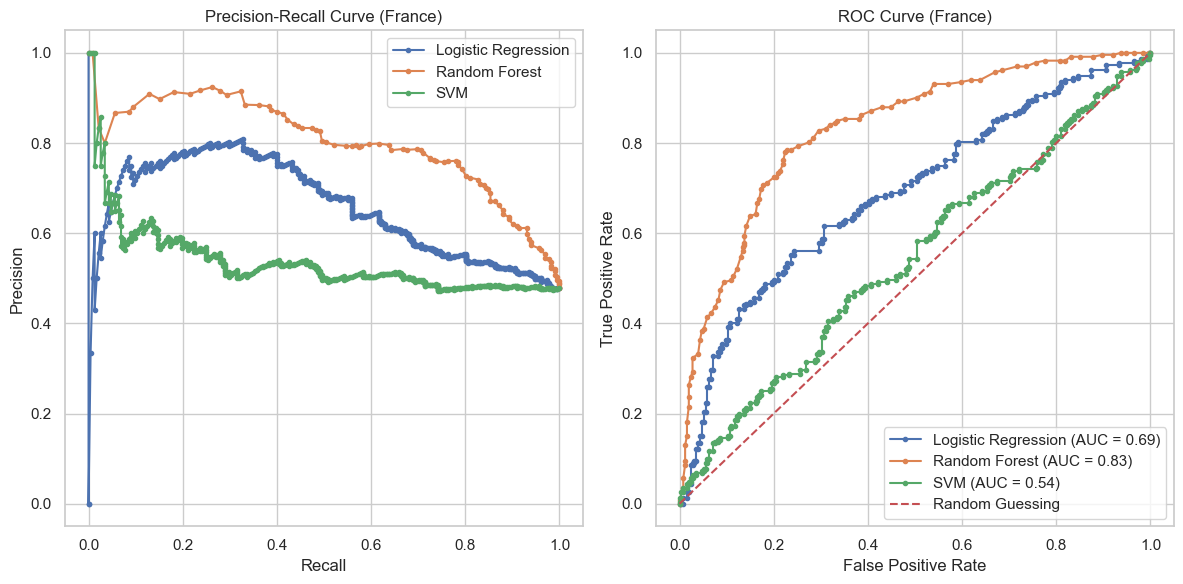 Precision-Recall Curve (France)
Logistic Regression
Random Forest
SVM
1.0
0.8
0.6
0.4
0.2
0.0
Precision
0.0 0.2 0.4 0.6 0.8 1.0
Recall
ROC Curve (France)
1.0
0.8
0.6
0.4
0.2
0.0
True Positive Rate
Logistic Regression (AUC = 0.69)
Random Forest (AUC = 0.83)
SVM (AUC = 0.54)
Random Guessing
0.0 0.2 0.4 0.6 0.8 1.0
False Positive Rate